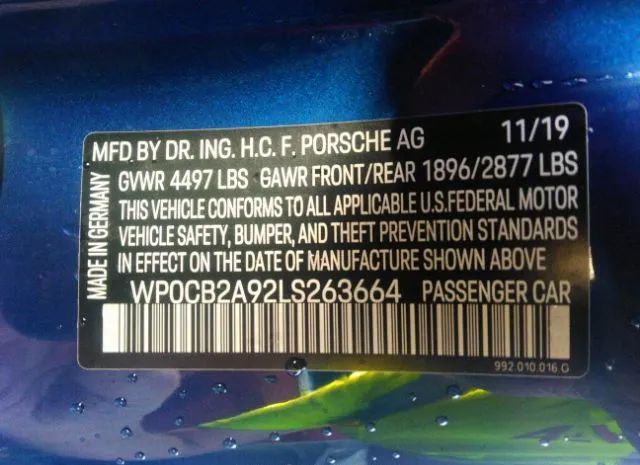 MFD BY DR. ING. H.C. F. PORSCHE AG 11/19
GVWR 4497 LBS GAWR FRONT/REAR 1896/2877 LBS
THIS VEHICLE CONFORMS TO ALL APPLICABLE U.S.FEDERAL MOTOR
VEHICLE SAFETY, BUMPER, AND THEFT PREVENTION STANDARDS
IN EFFECT ON THE DATE OF MANUFACTURE SHOWN ABOVE
WP0CB2A92LS263664 PASSENGER CAR
992.010.016 G
MADE IN GERMANY